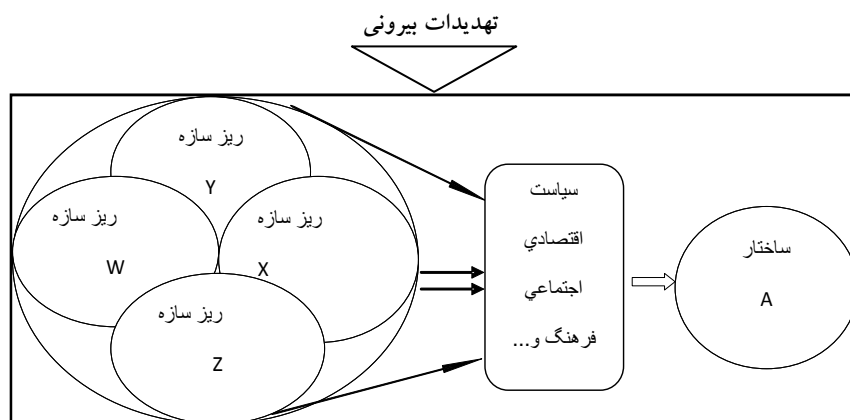 تهدیدات بیرونی
ریز سازه
Y
ریز سازه
W
ریز سازه
X
ریز سازه
Z
سیاست
اقتصادي
اجتماعي
فرهنگ و...
ساختار
A